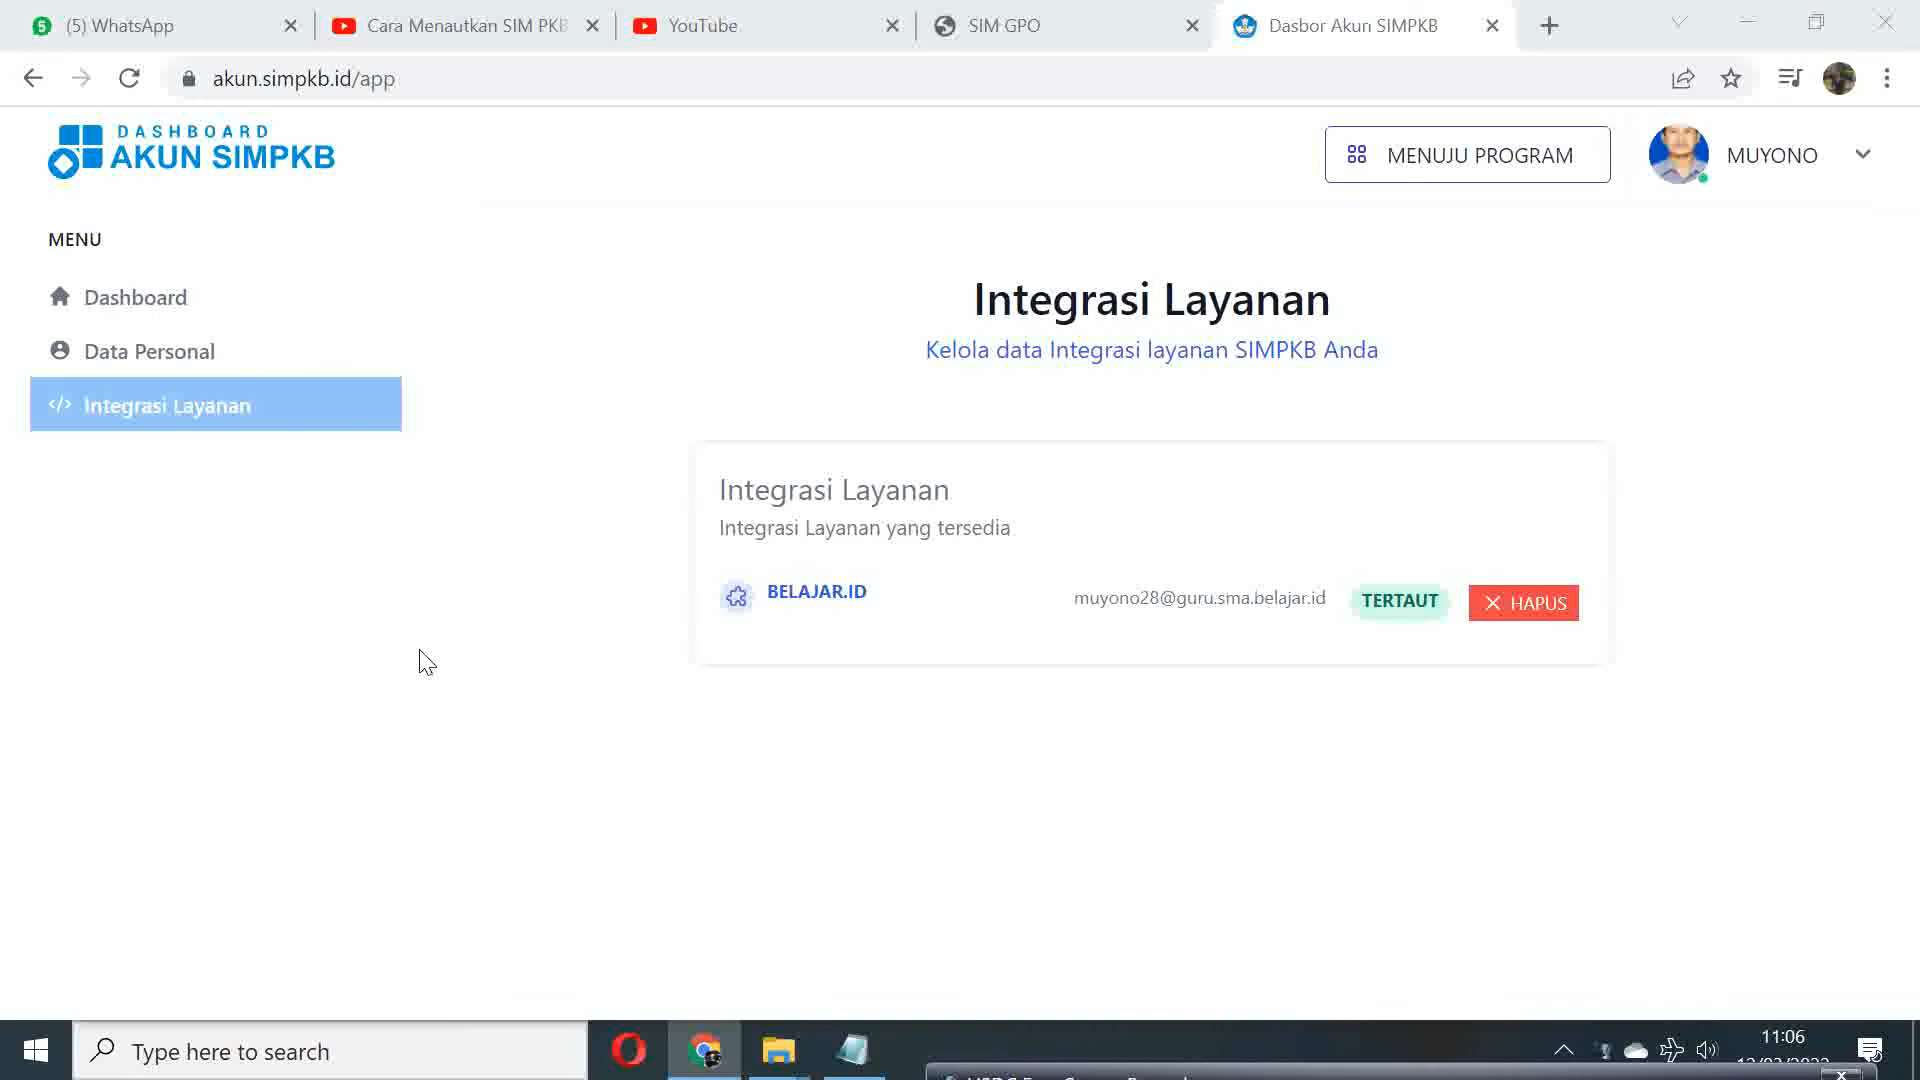 5 (5) WhatsApp
Cara Menautkan SIM PKB
YouTube
SIM GPO
Dasbor Akun SIMPKB
akun.simpkb.id/app
DASHBOARD
AKUN SIMPKB
MENUJU PROGRAM
MUYONO
MENU
Dashboard
Data Personal
</> Integrasi Layanan
Integrasi Layanan
Kelola data Integrasi layanan SIMPKB Anda
Integrasi Layanan
Integrasi Layanan yang tersedia
BELAJAR.ID
muyono28@guru.sma.belajar.id
TERTAUT
HAPUS
Type here to search
11:06